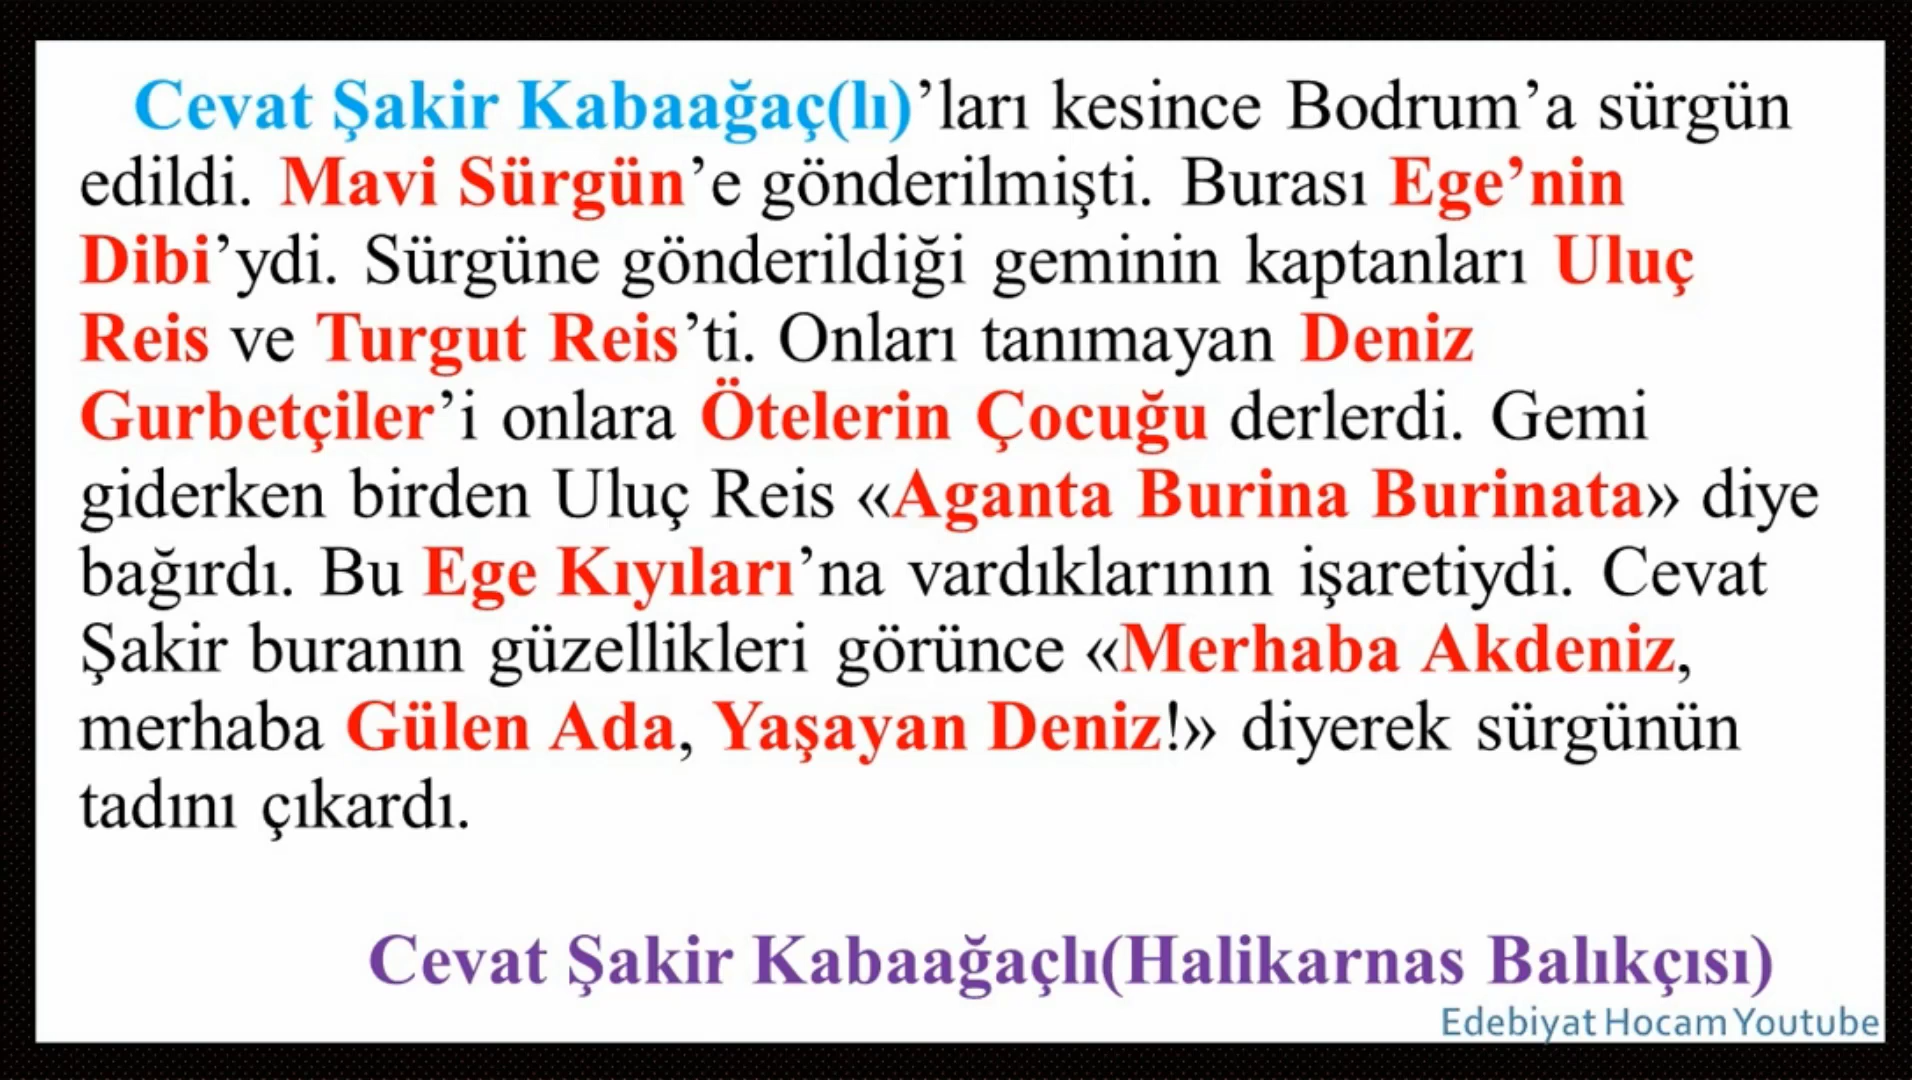 Cevat Şakir Kabaağaç(lı)’ları kesince Bodrum’a sürgün
edildi. Mavi Sürgün’e gönderilmişti. Burası Ege’nin
Dibi’ydi. Sürgüne gönderildiği geminin kaptanları Uluç
Reis ve Turgut Reis’ti. Onları tanımayan Deniz
Gurbetçiler’i onlara Ötelerin Çocuğu derlerdi. Gemi
giderken birden Uluç Reis «Aganta Burina Burinata» diye
bağırdı. Bu Ege Kıyıları’na vardıklarının işaretiydi. Cevat
Şakir buranın güzellikleri görünce «Merhaba Akdeniz,
merhaba Gülen Ada, Yaşayan Deniz!» diyerek sürgünün
tadını çıkardı.
Cevat Şakir Kabaağaçlı(Halikarnas Balıkçısı)
Edebiyat Hocam Youtube